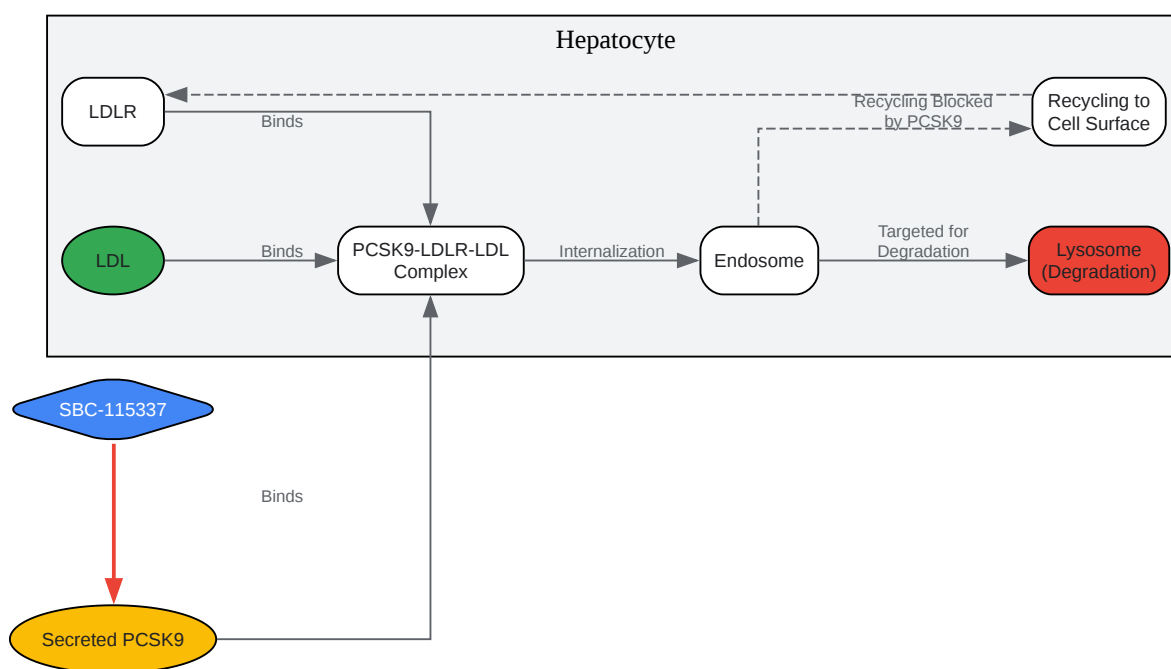 Hepatocyte
LDLR
Binds
Recycling Blocked
by PCSK9
Recycling to
Cell Surface
LDL
Binds
PCSK9-LDLR-LDL
Complex
Internalization
Endosome
Targeted for
Degradation
Lysosome
(Degradation)
SBC-115337
Binds
Secreted PCSK9